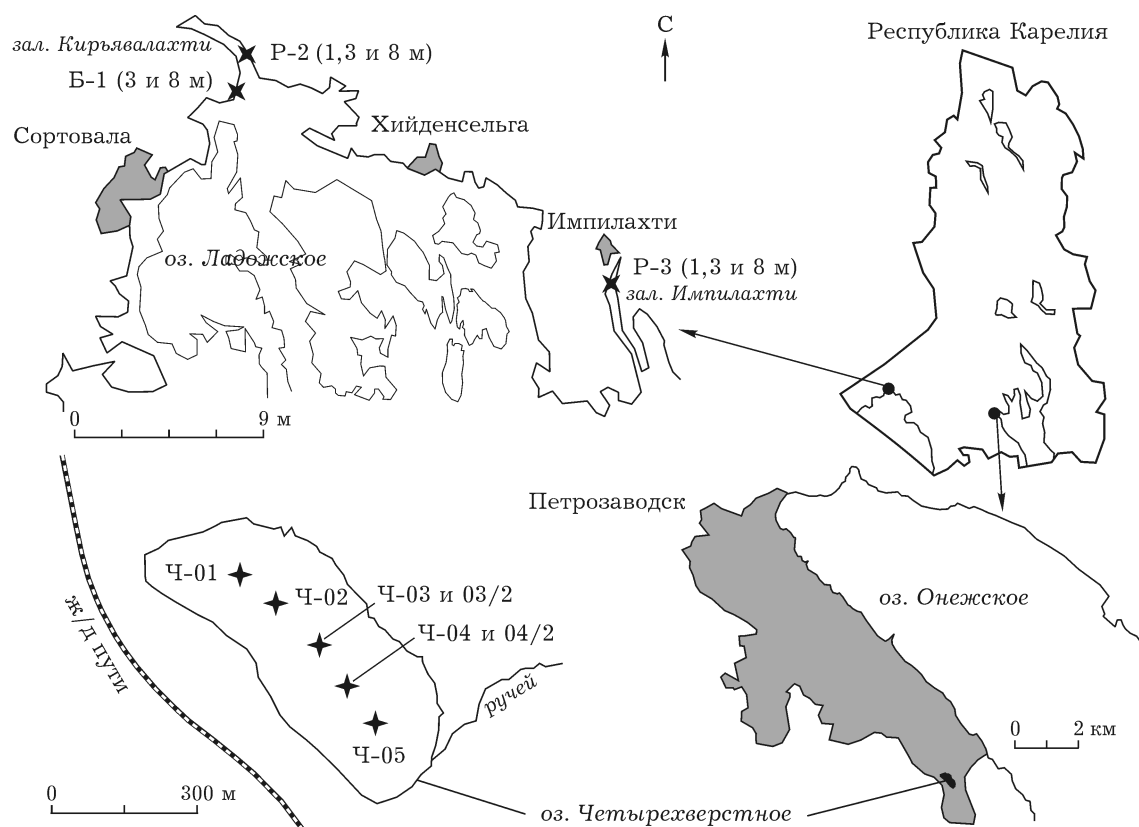 С
Республика Карелия
зал. Кирьявалахти
Р-2 (1,3 и 8 м)
Б-1 (3 и 8 м)
Сортовала
Хийденсельга
Импилахти
оз. Ладожское
Р-3 (1,3 и 8 м)
зал. Импилахти
0 9 м
Петрозаводск
Ч-01
Ч-02
Ч-03 и 03/2
Ч-04 и 04/2
Ч-05
ж/д пути
ручей
оз. Онежское
0 2 км
0 300 м
оз. Четырехверстное